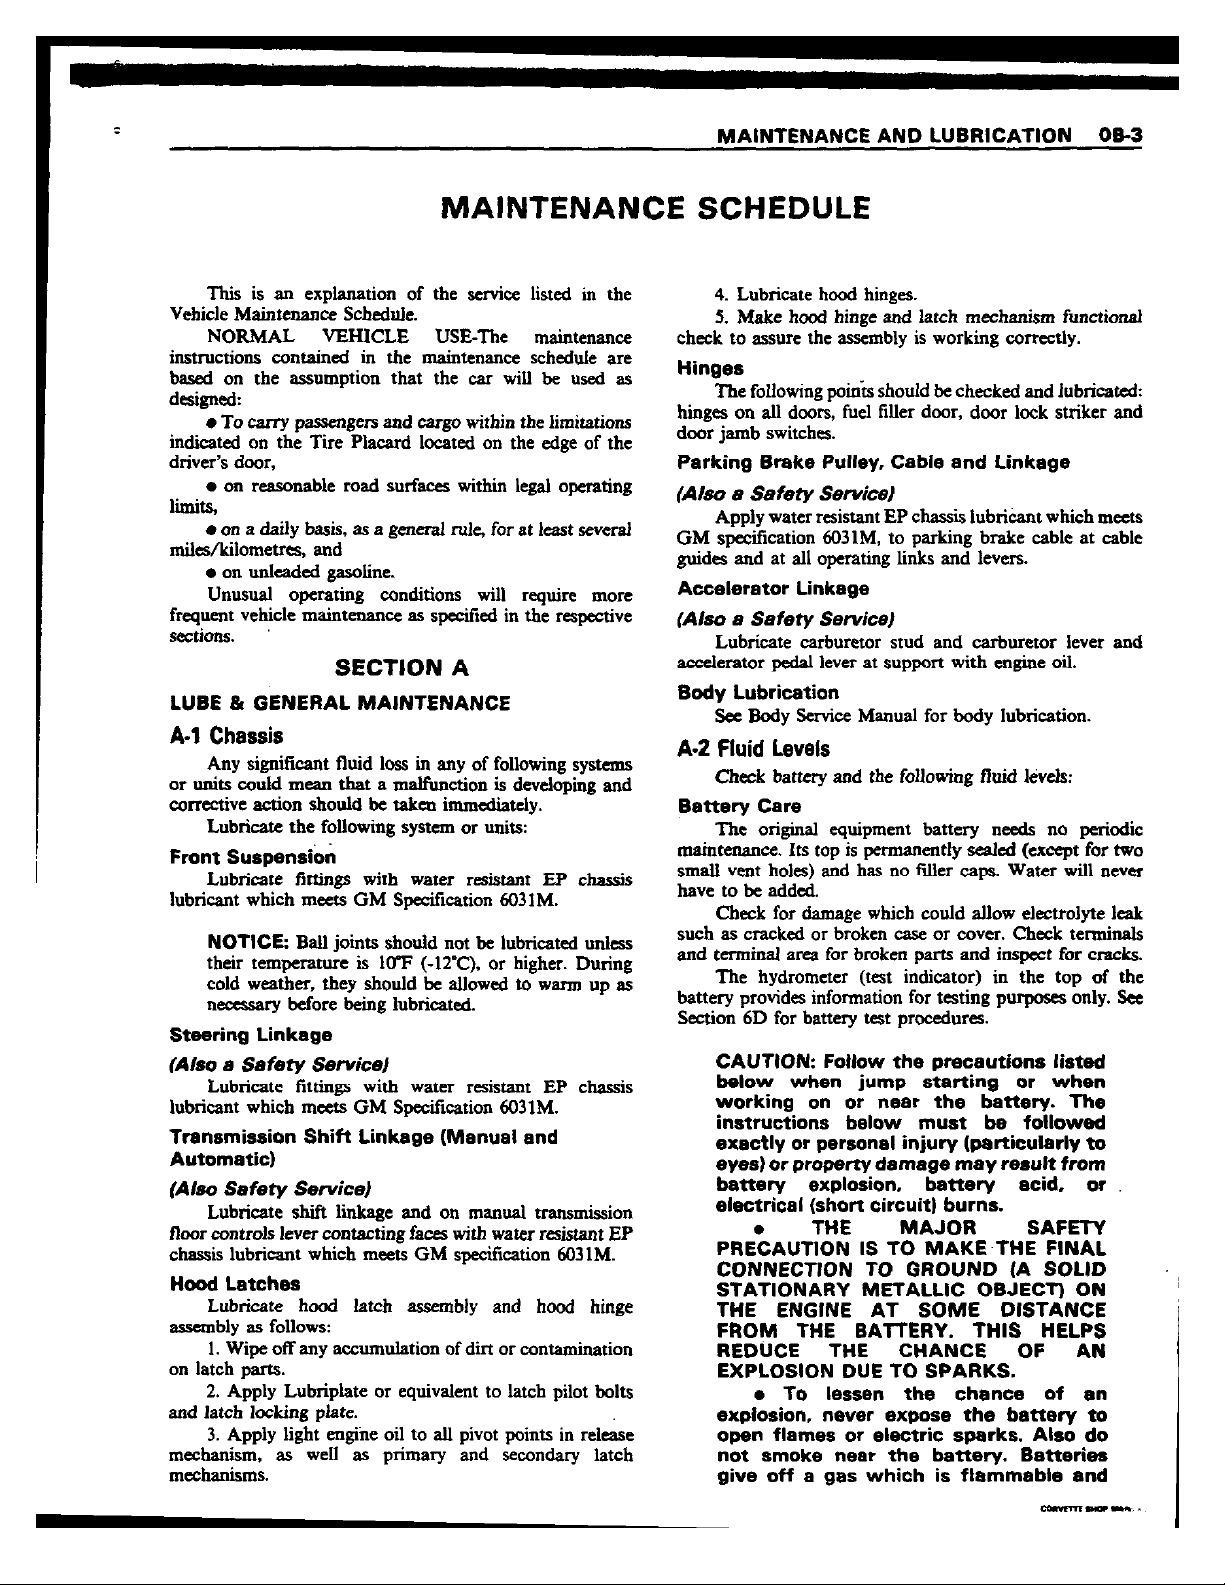 MAINTENANCE AND LUBRICATION 0B-3
MAINTENANCE SCHEDULE
This is an explanation of the service listed in the
Vehicle Maintenance Schedule.
NORMAL VEHICLE USE-The maintenance
instructions contained in the maintenance schedule are
based on the assumption that the car will be used as
designed:
● To carry passengers and cargo within the limitations
indicated on the Tire Placard located on the edge of the
driver's door,
● on reasonable road surfaces within legal operating
limits,
● on a daily basis, as a general rule, for at least several
miles/kilometres, and
● on unleaded gasoline.
Unusual operating conditions will require more
frequent vehicle maintenance as specified in the respective
sections.
SECTION A
LUBE & GENERAL MAINTENANCE
A-1 Chassis
Any significant fluid loss in any of following systems
or units could mean that a malfunction is developing and
corrective action should be taken immediately.
Lubricate the following system or units:
Front Suspension
Lubricate fittings with water resistant EP chassis
lubricant which meets GM Specification 6031M.
NOTICE: Ball joints should not be lubricated unless
their temperature is 10°F (-12°C), or higher. During
cold weather, they should be allowed to warm up as
necessary before being lubricated.
Steering Linkage
(Also a Safety Service)
Lubricate fittings with water resistant EP chassis
lubricant which meets GM Specification 6031M.
Transmission Shift Linkage (Manual and
Automatic)
(Also Safety Service)
Lubricate shift linkage and on manual transmission
floor controls lever contacting faces with water resistant EP
chassis lubricant which meets GM specification 6031M.
Hood Latches
Lubricate hood latch assembly and hood hinge
assembly as follows:
1. Wipe off any accumulation of dirt or contamination
on latch parts.
2. Apply Lubriplate or equivalent to latch pilot bolts
and latch locking plate.
3. Apply light engine oil to all pivot points in release
mechanism, as well as primary and secondary latch
mechanisms.
4. Lubricate hood hinges.
5. Make hood hinge and latch mechanism functional
check to assure the assembly is working correctly.
Hinges
The following points should be checked and lubricated:
hinges on all doors, fuel filler door, door lock striker and
door jamb switches.
Parking Brake Pulley, Cable and Linkage
(Also a Safety Service)
Apply water resistant EP chassis lubricant which meets
GM specification 6031M, to parking brake cable at cable
guides and at all operating links and levers.
Accelerator Linkage
(Also a Safety Service)
Lubricate carburetor stud and carburetor lever and
accelerator pedal lever at support with engine oil.
Body Lubrication
See Body Service Manual for body lubrication.
A-2 Fluid Levels
Check battery and the following fluid levels:
Battery Care
The original equipment battery needs no periodic
maintenance. Its top is permanently sealed (except for two
small vent holes) and has no filler caps. Water will never
have to be added.
Check for damage which could allow electrolyte leak
such as cracked or broken case or cover. Check terminals
and terminal area for broken parts and inspect for cracks.
The hydrometer (test indicator) in the top of the
battery provides information for testing purposes only. See
Section 6D for battery test procedures.
CAUTION: Follow the precautions listed
below when jump starting or when
working on or near the battery. The
instructions below must be followed
exactly or personal injury (particularly to
eyes) or property damage may result from
battery explosion, battery acid, or
electrical (short circuit) burns.
● THE MAJOR SAFETY
PRECAUTION IS TO MAKE THE FINAL
CONNECTION TO GROUND (A SOLID
STATIONARY METALLIC OBJECT) ON
THE ENGINE AT SOME DISTANCE
FROM THE BATTERY. THIS HELPS
REDUCE THE CHANCE OF AN
EXPLOSION DUE TO SPARKS.
● To lessen the chance of an
explosion, never expose the battery to
open flames or electric sparks. Also do
not smoke near the battery. Batteries
give off a gas which is flammable and
CORVETTE SHOP